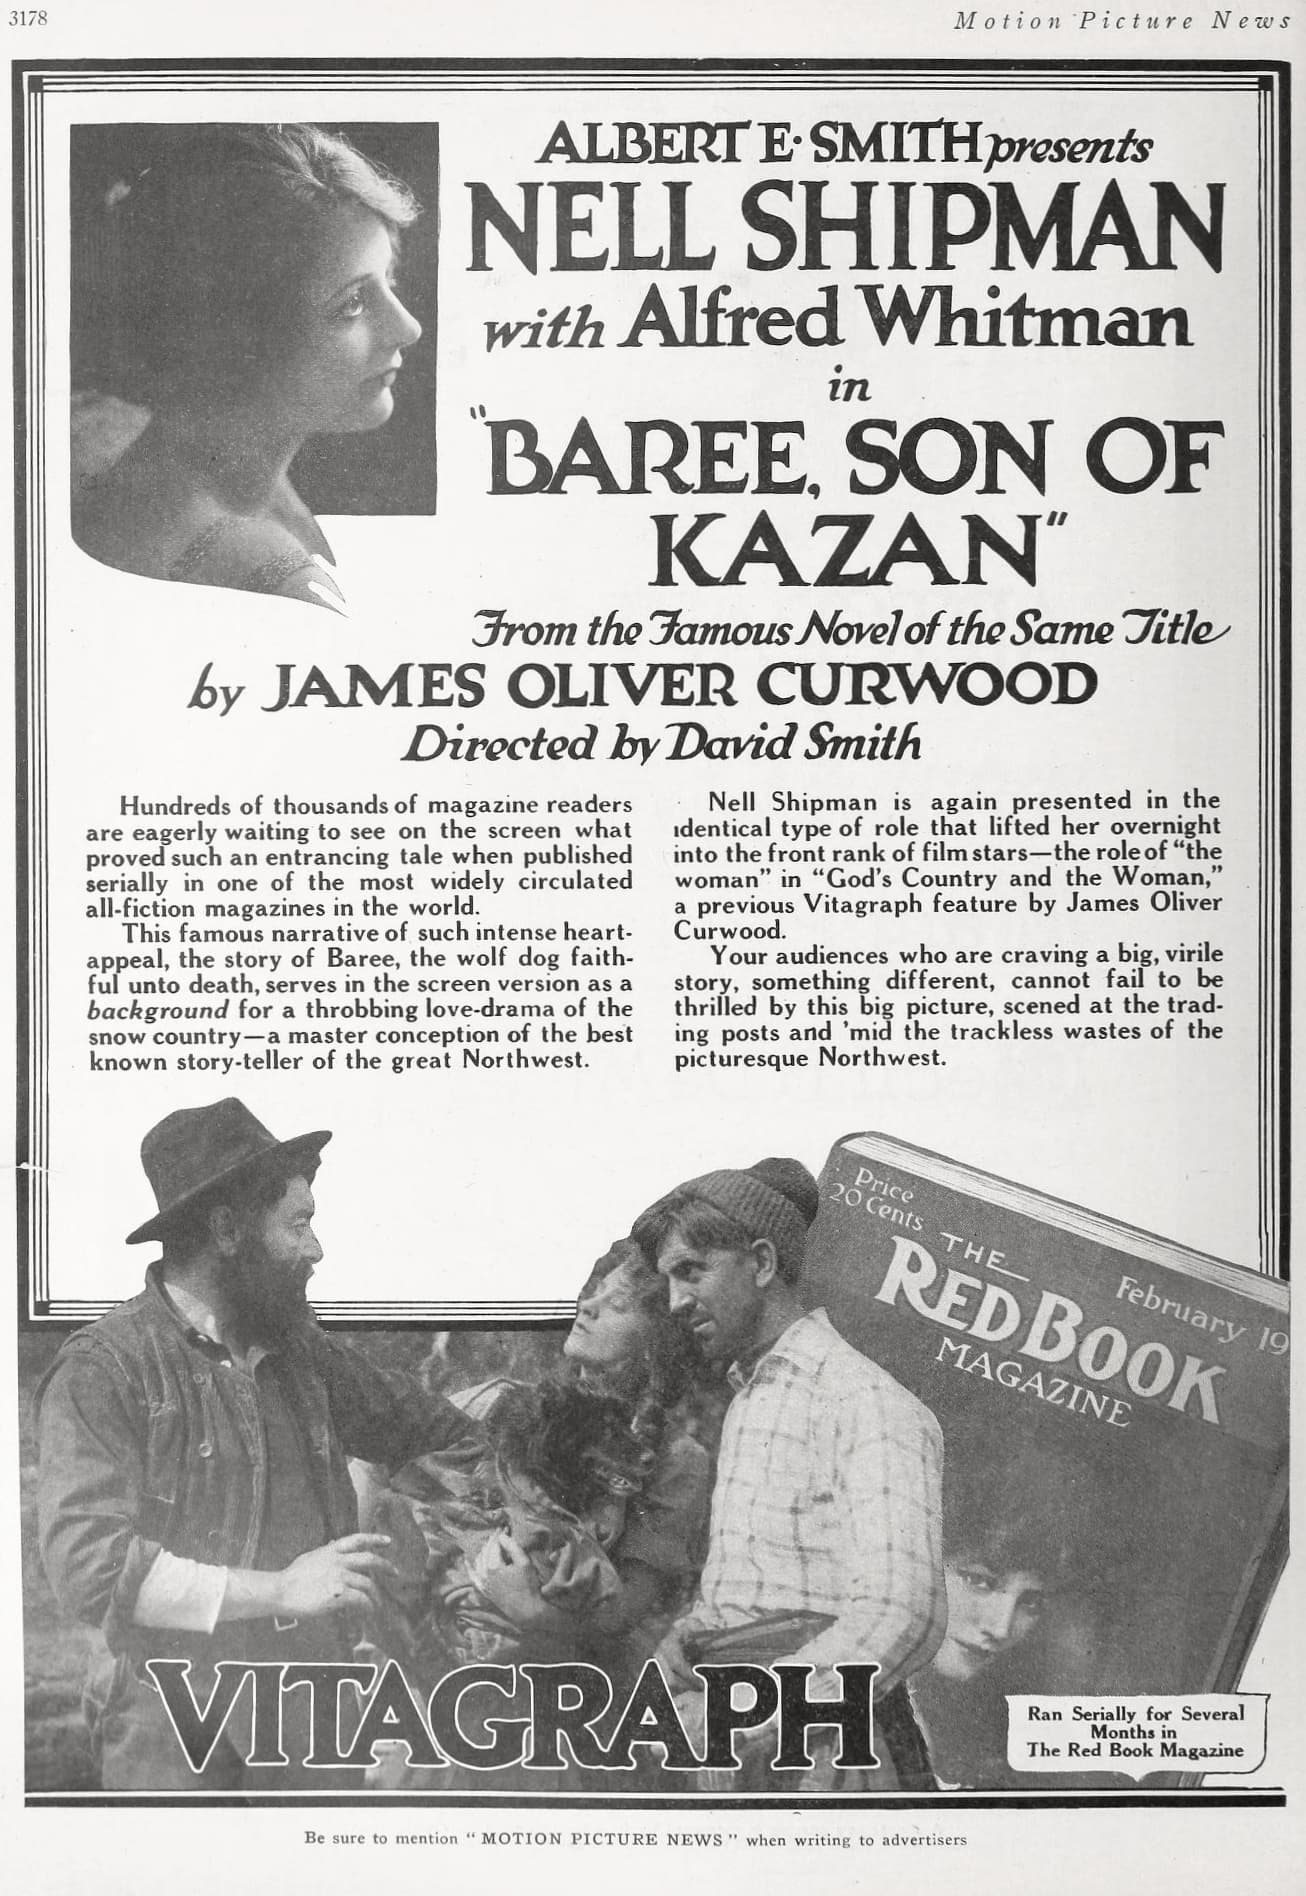 3178
Motion Picture News
ALBERT E. SMITH presents
NELL SHIPMAN
with Alfred Whitman
in
"BAREE, SON OF
KAZAN"
From the Famous Novel of the Same Title
by JAMES OLIVER CURWOOD
Directed by David Smith
Hundreds of thousands of magazine readers
are eagerly waiting to see on the screen what
proved such an entrancing tale when published
serially in one of the most widely circulated
all-fiction magazines in the world.
This famous narrative of such intense heart-
appeal, the story of Baree, the wolf dog faith-
ful unto death, serves in the screen version as a
background for a throbbing love-drama of the
snow country—a master conception of the best
known story-teller of the great Northwest.
Nell Shipman is again presented in the
identical type of role that lifted her overnight
into the front rank of film stars—the role of "the
woman" in "God's Country and the Woman,"
a previous Vitagraph feature by James Oliver
Curwood.
Your audiences who are craving a big, virile
story, something different, cannot fail to be
thrilled by this big picture, scened at the trad-
ing posts and 'mid the trackless wastes of the
picturesque Northwest.
Price
20 Cents
February 19
THE
RED BOOK
MAGAZINE
VITAGRAPH
Ran Serially for Several
Months in
The Red Book Magazine
Be sure to mention "MOTION PICTURE NEWS" when writing to advertisers